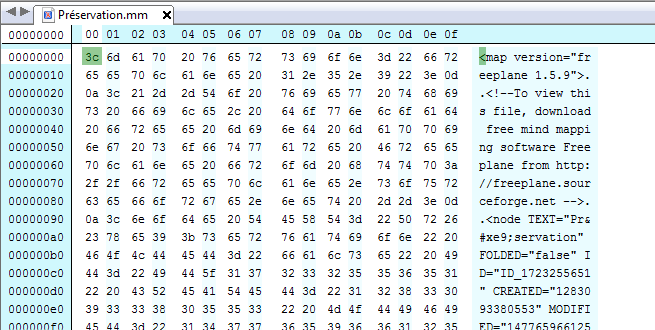 Préservation.mm
00000000 00 01 02 03 04 05 06 07 08 09 0a 0b 0c 0d 0e 0f
00000000 3c 6d 61 70 20 76 65 72 73 69 6f 6e 3d 22 66 72 <map version="fr
00000010 65 65 70 6c 61 6e 65 20 31 2e 35 2e 39 22 3e 0d eeplane 1.5.9">.
00000020 0a 3c 21 2d 2d 54 6f 20 76 69 65 77 20 74 68 69 .<!--To view thi
00000030 73 20 66 69 6c 65 2c 20 64 6f 77 6e 6c 6f 61 64 s file, download
00000040 20 66 72 65 65 20 6d 69 6e 64 20 6d 61 70 70 69 free mind mappi
00000050 6e 67 20 73 6f 66 74 77 61 72 65 20 46 72 65 65 ng software Free
00000060 70 6c 61 6e 65 20 66 72 6f 6d 20 68 74 74 70 3a plane from http:
00000070 2f 2f 66 72 65 65 70 6c 61 6e 65 2e 73 6f 75 72 //freeplane.sour
00000080 63 65 66 6f 72 67 65 2e 6e 65 74 20 2d 2d 3e 0d ceforge.net -->.
00000090 0a 3c 6e 6f 64 65 20 54 45 58 54 3d 22 50 72 26 .<node TEXT="Pr&
000000a0 23 78 65 39 3b 73 65 72 76 61 74 69 6f 6e 22 20 #xe9;servation"
000000b0 46 4f 4c 44 45 44 3d 22 66 61 6c 73 65 22 20 49 FOLDED="false" I
000000c0 44 3d 22 49 44 5f 31 37 32 33 32 35 35 36 35 31 D="ID_1723255651
000000d0 22 20 43 52 45 41 54 45 44 3d 22 31 32 38 33 30 " CREATED="12830
000000e0 39 33 33 38 30 35 35 33 22 20 4d 4f 44 49 46 49 93380553" MODIFI
000000f0 45 44 3d 22 31 34 37 37 36 35 39 36 36 31 32 35 ED="147765966125